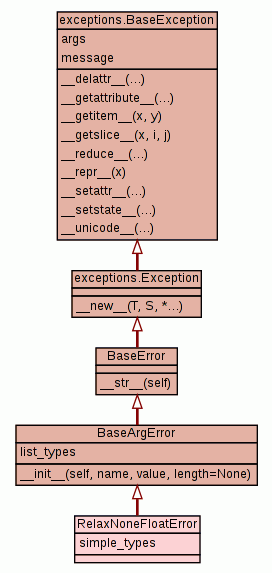 exceptions.BaseException
args
message
__delattr__(...)
__getattribute__(...)
__getitem__(x, y)
__getslice__(x, i, j)
__reduce__(...)
__repr__(x)
__setattr__(...)
__setstate__(...)
__unicode__(...)
exceptions.Exception
__new__(T, S, *...)
BaseError
__str__(self)
BaseArgError
list_types
__init__(self, name, value, length=None)
RelaxNoneFloatError
simple_types